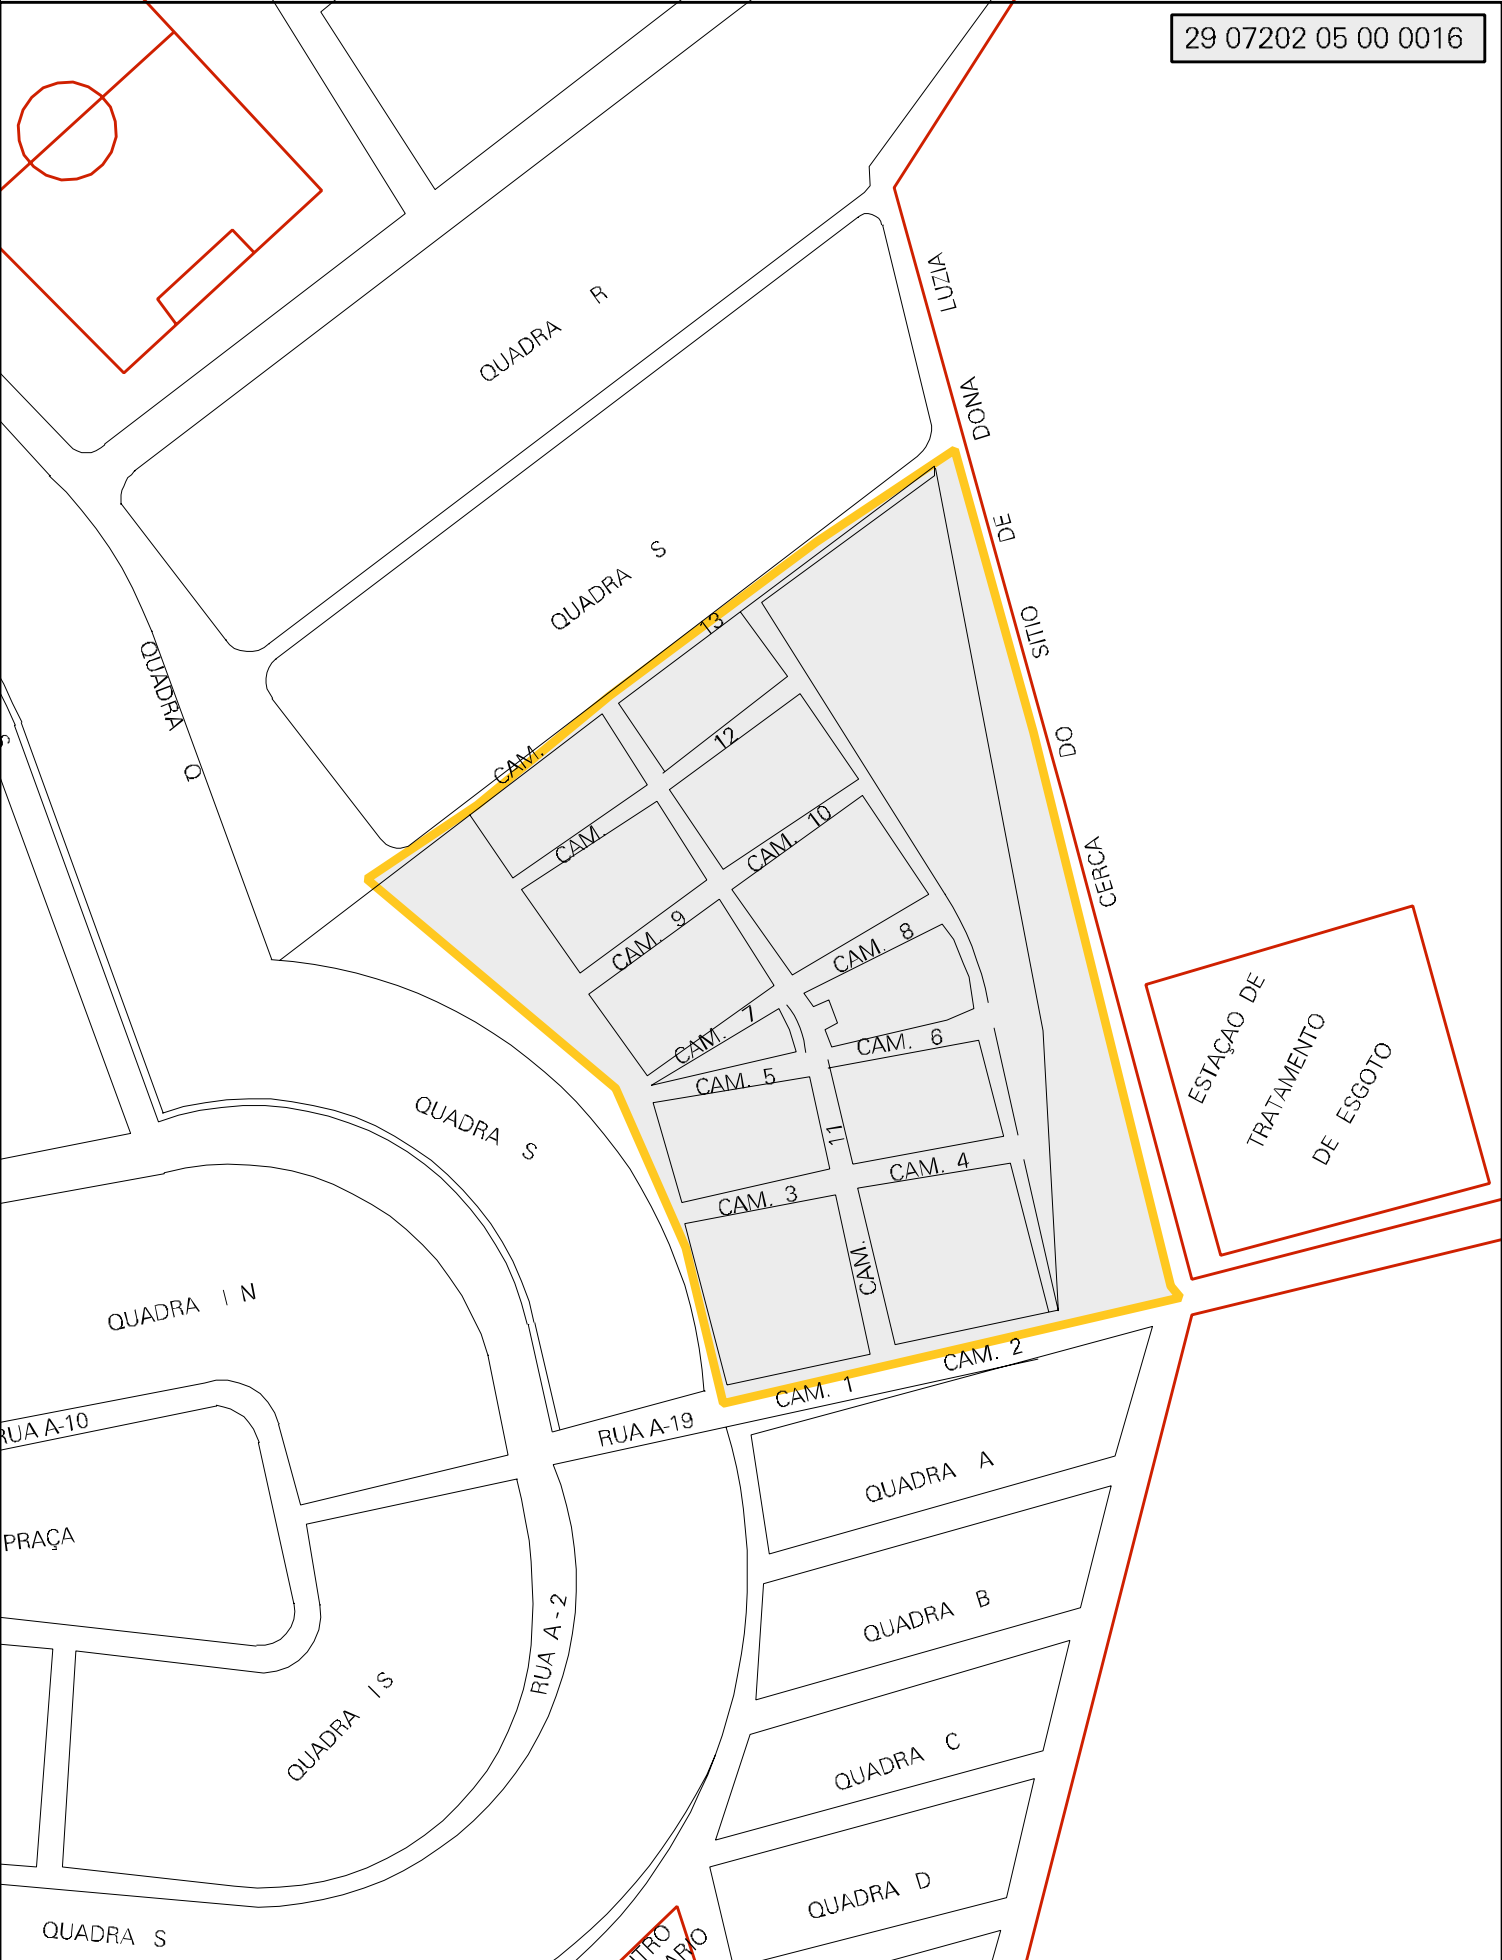 29 07202 05 00 0016
LUZIA
QUADRA R
DONA
DE
QUADRA S
SITIO
13
QUADRA Q
DO
CAM.
12
CAM.
CAM. 10
CERCA
CAM. 9
CAM. 8
ESTAÇAO DE
TRATAMENTO
DE ESGOTO
CAM. 7
CAM. 6
CAM. 5
QUADRA S
11
CAM. 4
CAM. 3
CAM.
QUADRA I N
CAM. 2
CAM. 1
RUA A-10
RUA A-19
QUADRA A
PRAÇA
QUADRA B
RUA A-2
QUADRA IS
QUADRA C
QUADRA D
QUADRA S